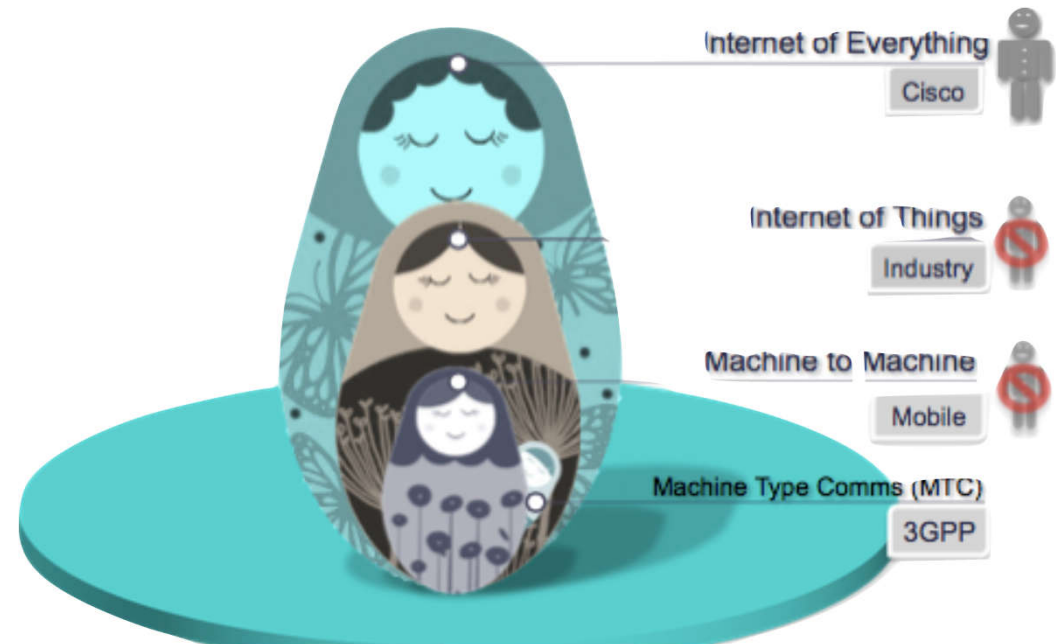 Internet of Everything
Cisco
Internet of Things
Industry
Machine to Machine
Mobile
Machine Type Comms (MTC)
3GPP